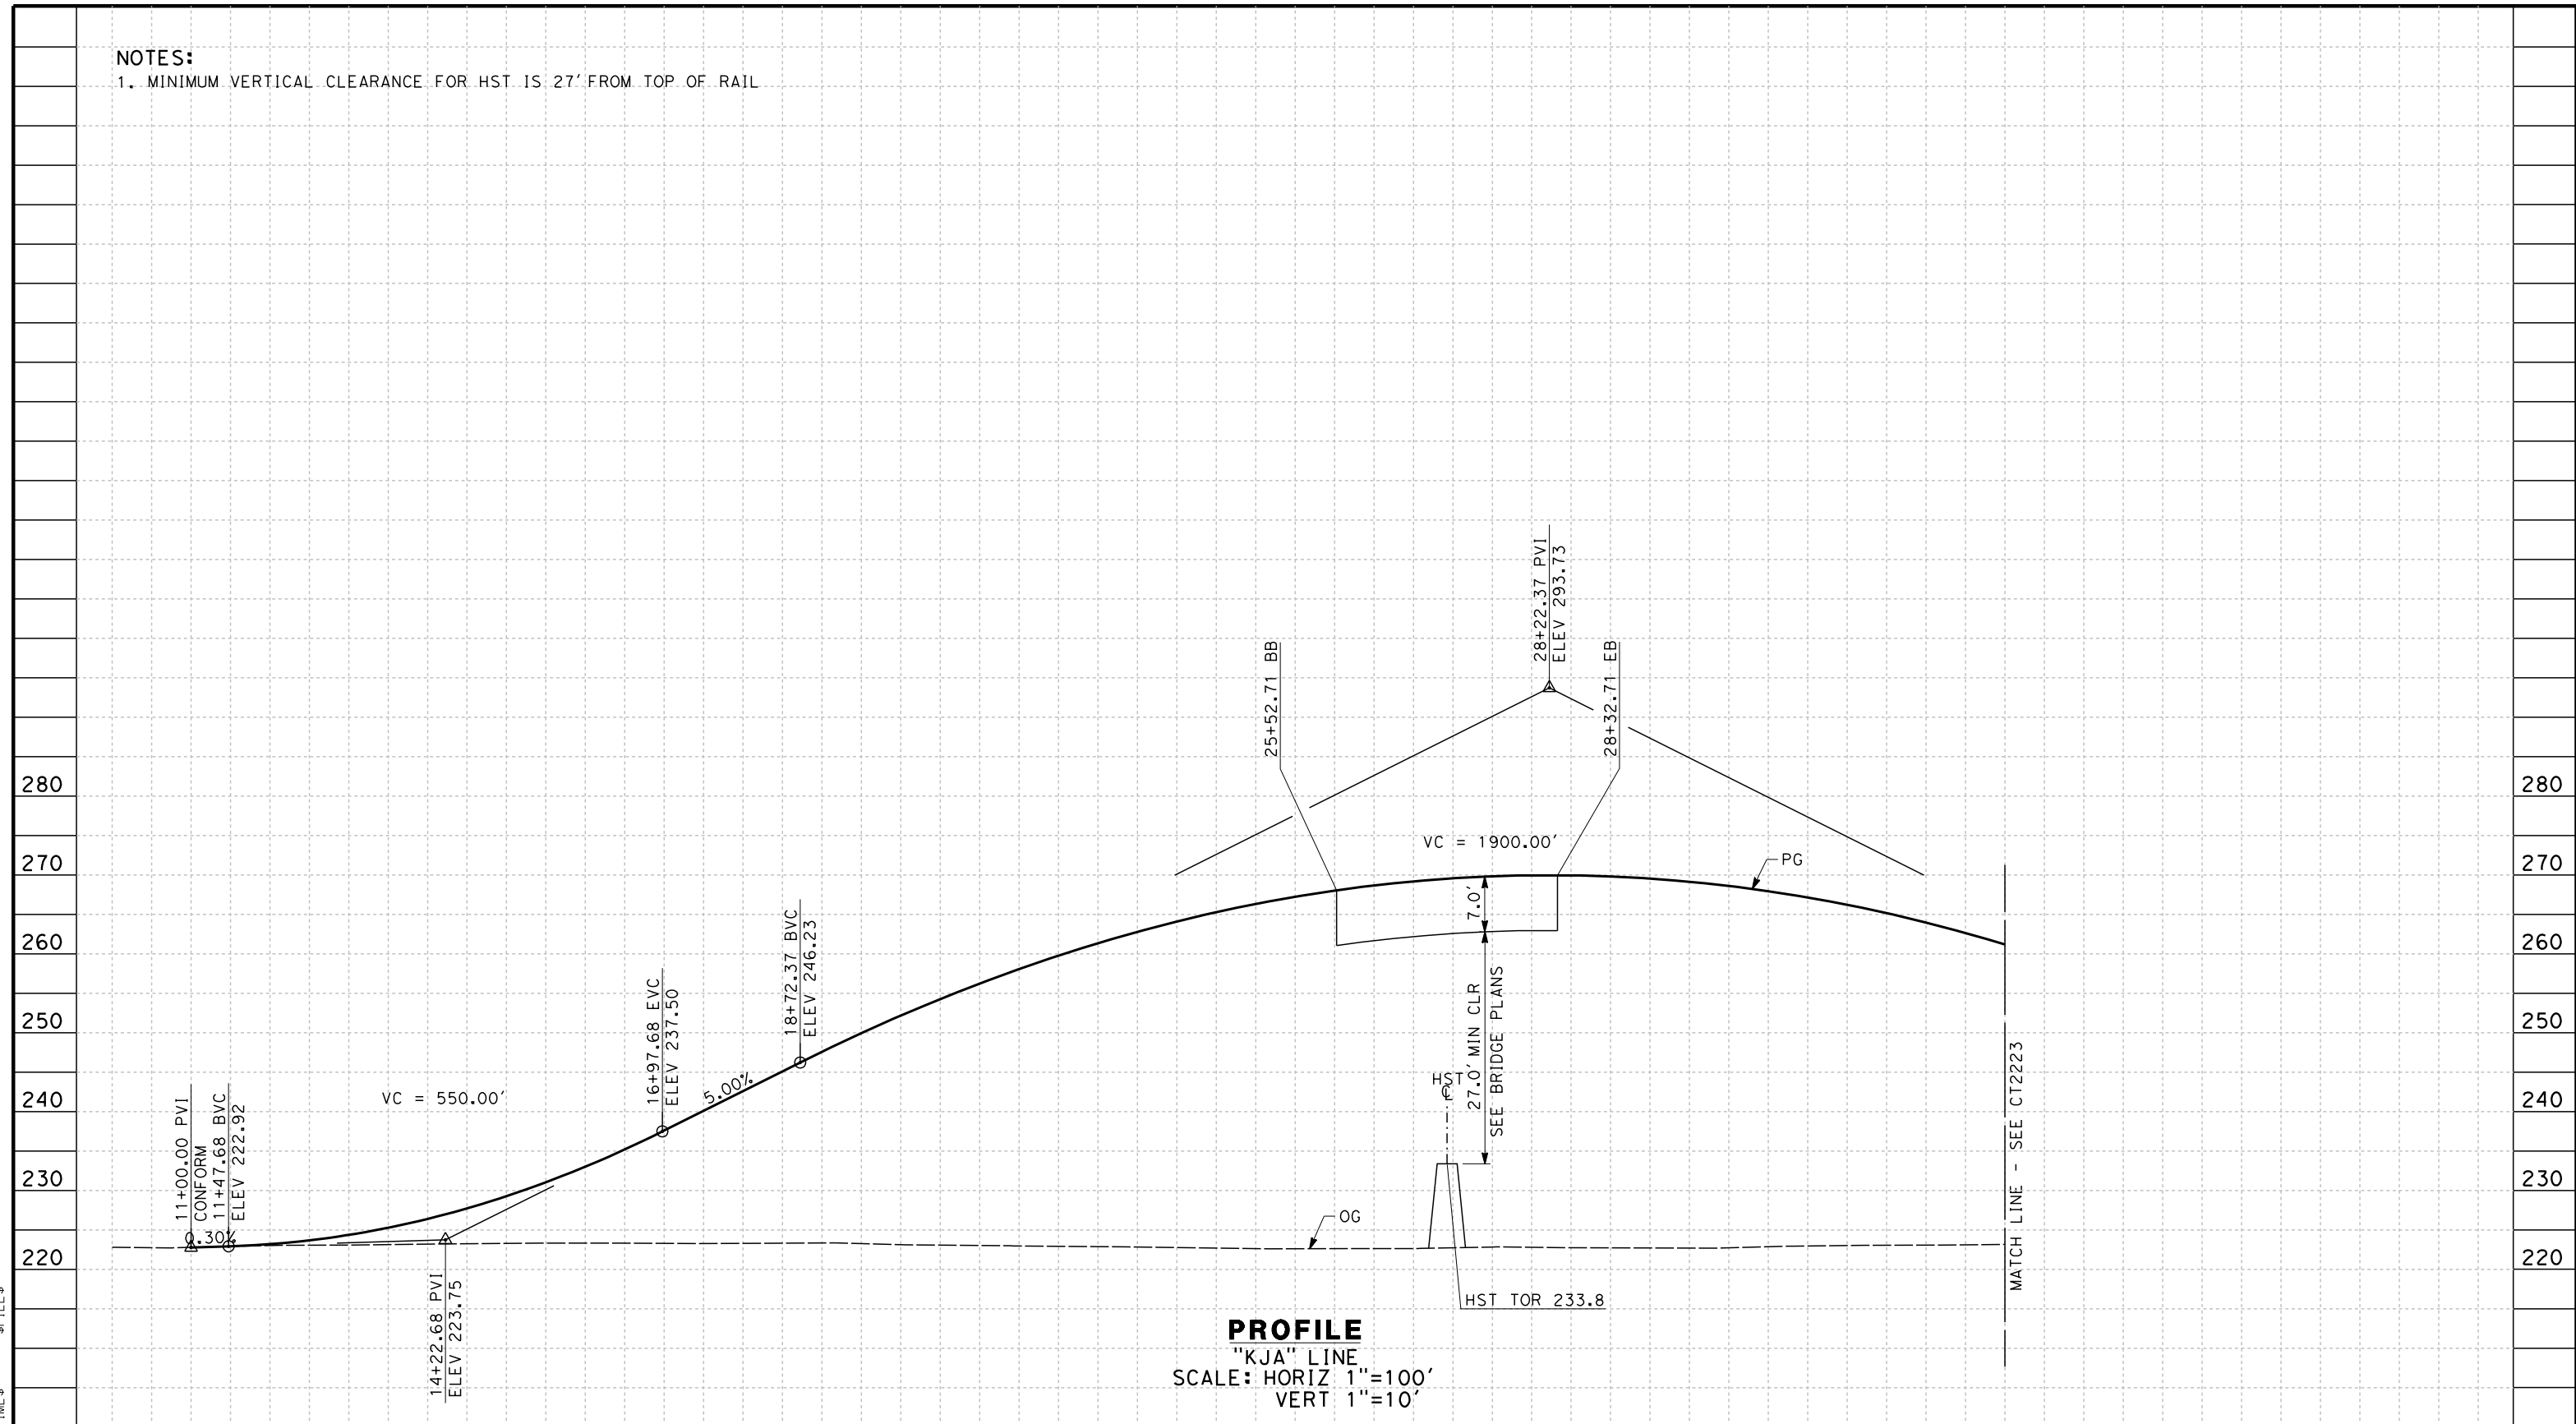 NOTES:
1. MINIMUM VERTICAL CLEARANCE FOR HST IS 27' FROM TOP OF RAIL
28+22.37 PVI
ELEV 293.73
25+52.71 BB
28+32.71 EB
280
280
VC = 1900.00'
270
PG
270
7.0'
18+72.37 BVC
ELEV 246.23
260
260
16+97.68 EVC
ELEV 237.50
250
27.0' MIN CLR
SEE BRIDGE PLANS
250
5.00%
HST
℄
240
VC = 550.00'
240
11+00.00 PVI
CONFORM
11+47.68 BVC
ELEV 222.92
230
MATCH LINE - SEE CT2223
230
0.30%
OG
220
220
14+22.68 PVI
ELEV 223.75
HST TOR 233.8
PROFILE
"KJA" LINE
SCALE: HORIZ 1"=100'
VERT 1"=10'